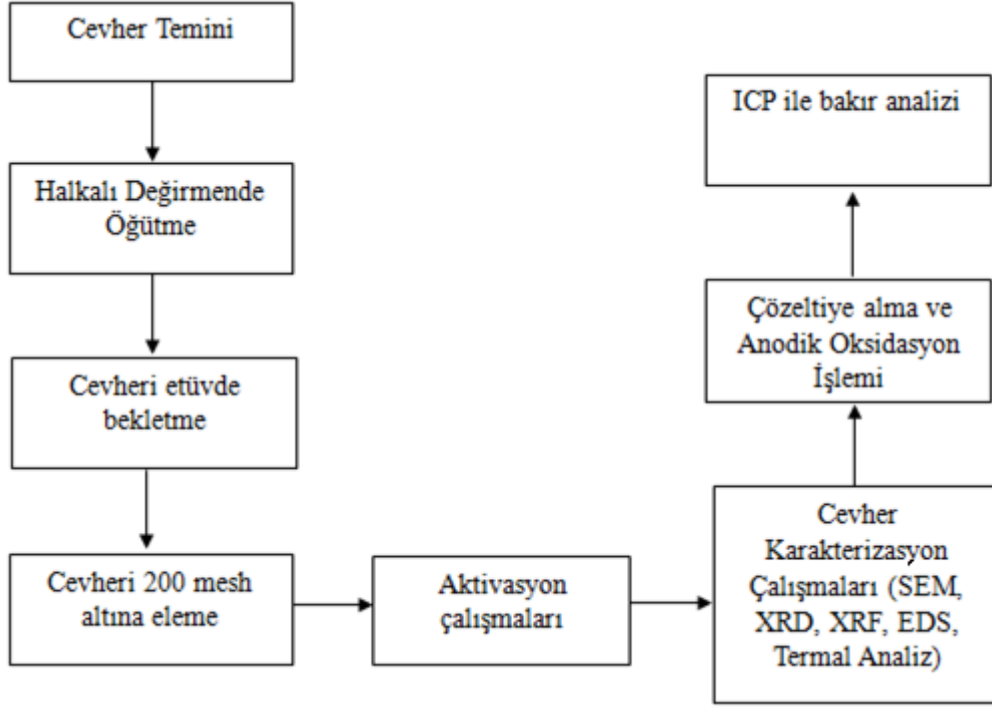 Cevher Temini
Halkalı Değirmende
Öğütme
Cevheri etüvde
bekletme
Cevheri 200 mesh
altına eleme
Aktivasyon
çalışmaları
Cevher
Karakterizasyon
Çalışmaları (SEM,
XRD, XRF, EDS,
Termal Analiz)
Çözeltiye alma ve
Anodik Oksidasyon
İşlemi
ICP ile bakır analizi